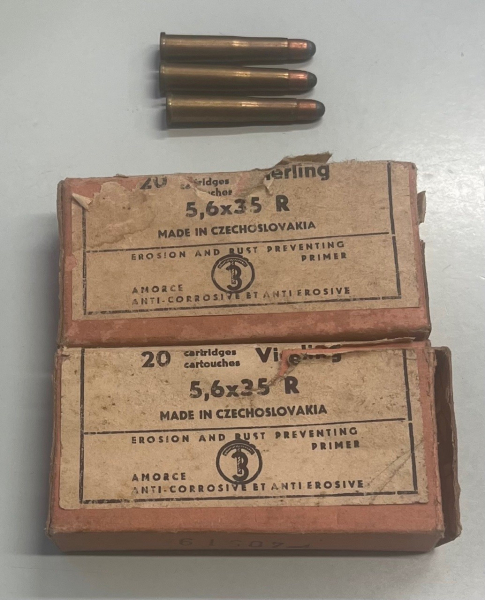 20 cartridges
cartouches
5,6x35 R
MADE IN CZECHOSLOVAKIA
EROSION AND RUST PREVENTING
PRIMER
AMORCE
ANTI-CORROSIVE ET ANTI EROSIVE
20 cartridges
cartouches
5,6x35 R
MADE IN CZECHOSLOVAKIA
EROSION AND RUST PREVENTING
PRIMER
AMORCE
ANTI-CORROSIVE ET ANTI EROSIVE